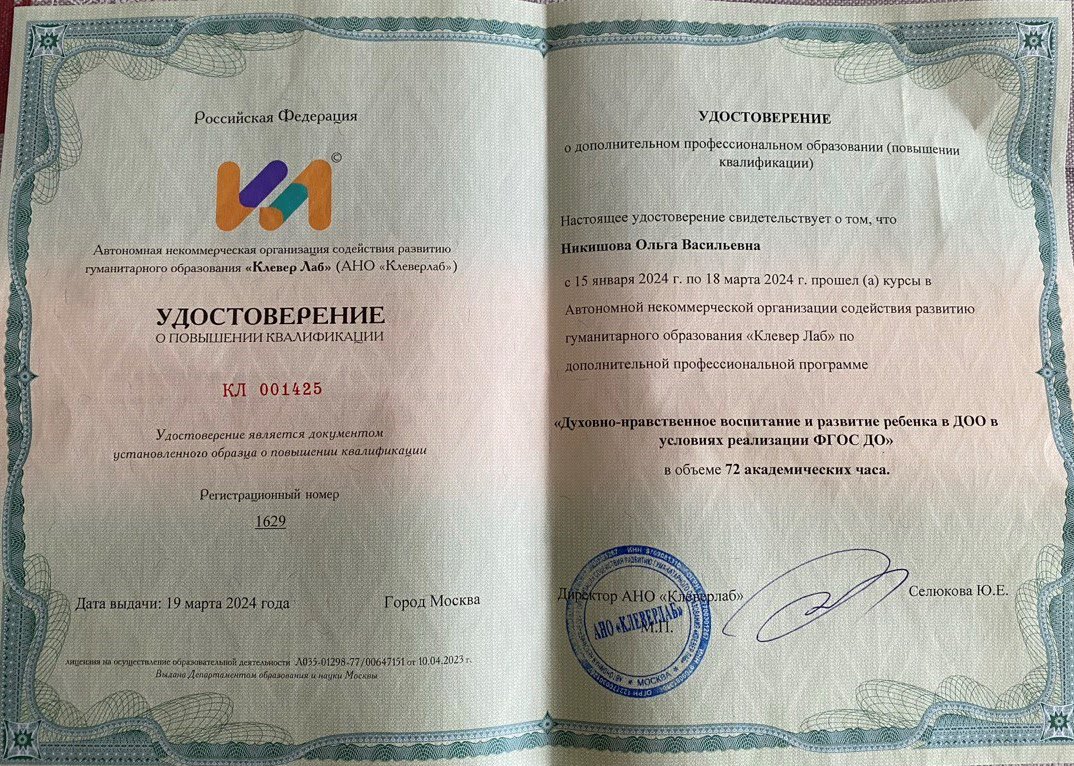 Российская Федерация
©
Автономная некоммерческая организация содействия развитию
гуманитарного образования «Клевер Лаб» (АНО «Клеверлаб»)
УДОСТОВЕРЕНИЕ
О ПОВЫШЕНИИ КВАЛИФИКАЦИИ
КЛ 001425
Удостоверение является документом
установленного образца о повышении квалификации
Регистрационный номер
1629
Дата выдачи: 19 марта 2024 года
Город Москва
лицензия на осуществление образовательной деятельности Л035-01298-77/00647151 от 10.04.2023 г.
Выдана Департаментом образования и науки Москвы
УДОСТОВЕРЕНИЕ
о дополнительном профессиональном образовании (повышении
квалификации)
Настоящее удостоверение свидетельствует о том, что
Никишова Ольга Васильевна
с 15 января 2024 г. по 18 марта 2024 г. прошел (а) курсы в
Автономной некоммерческой организации содействия развитию
гуманитарного образования «Клевер Лаб» по
дополнительной профессиональной программе
«Духовно-нравственное воспитание и развитие ребенка в ДОО в
условиях реализации ФГОС ДО»
в объеме 72 академических часа.
Директор АНО «Клеверлаб»
Селюкова Ю.Е.
М.П.
АНО «КЛЕВЕРЛАБ»
* МОСКВА *